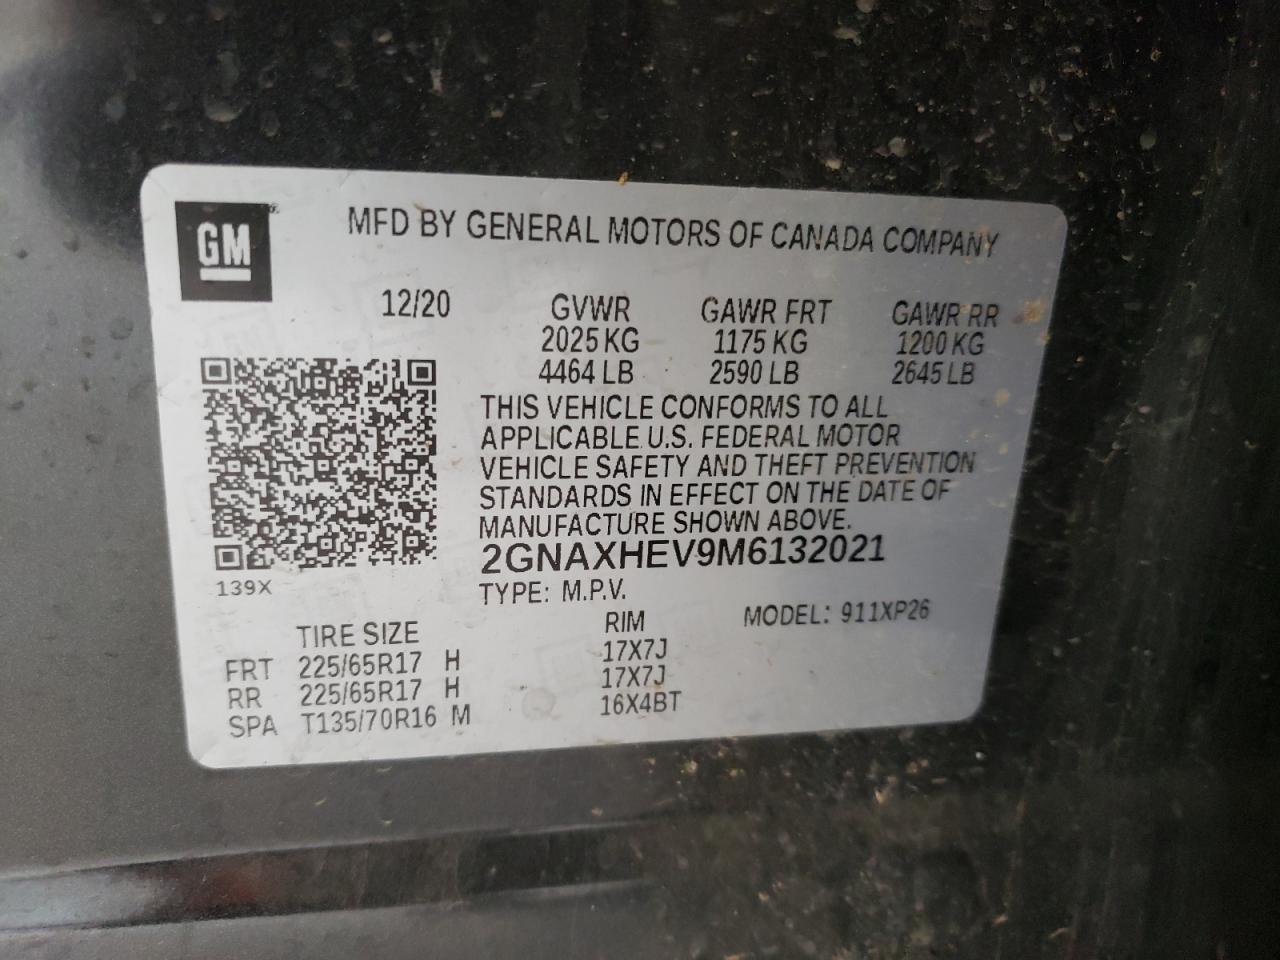 GM
MFD BY GENERAL MOTORS OF CANADA COMPANY
12/20 GVWR GAWR FRT GAWR RR
2025 KG 1175 KG 1200 KG
4464 LB 2590 LB 2645 LB
THIS VEHICLE CONFORMS TO ALL
APPLICABLE U.S. FEDERAL MOTOR
VEHICLE SAFETY AND THEFT PREVENTION
STANDARDS IN EFFECT ON THE DATE OF
MANUFACTURE SHOWN ABOVE.
2GNAXHEV9M6132021
139X
TYPE: M.P.V. MODEL: 911XP26
TIRE SIZE RIM
FRT 225/65R17 H 17X7J
RR 225/65R17 H 17X7J
SPA T135/70R16 M 16X4BT